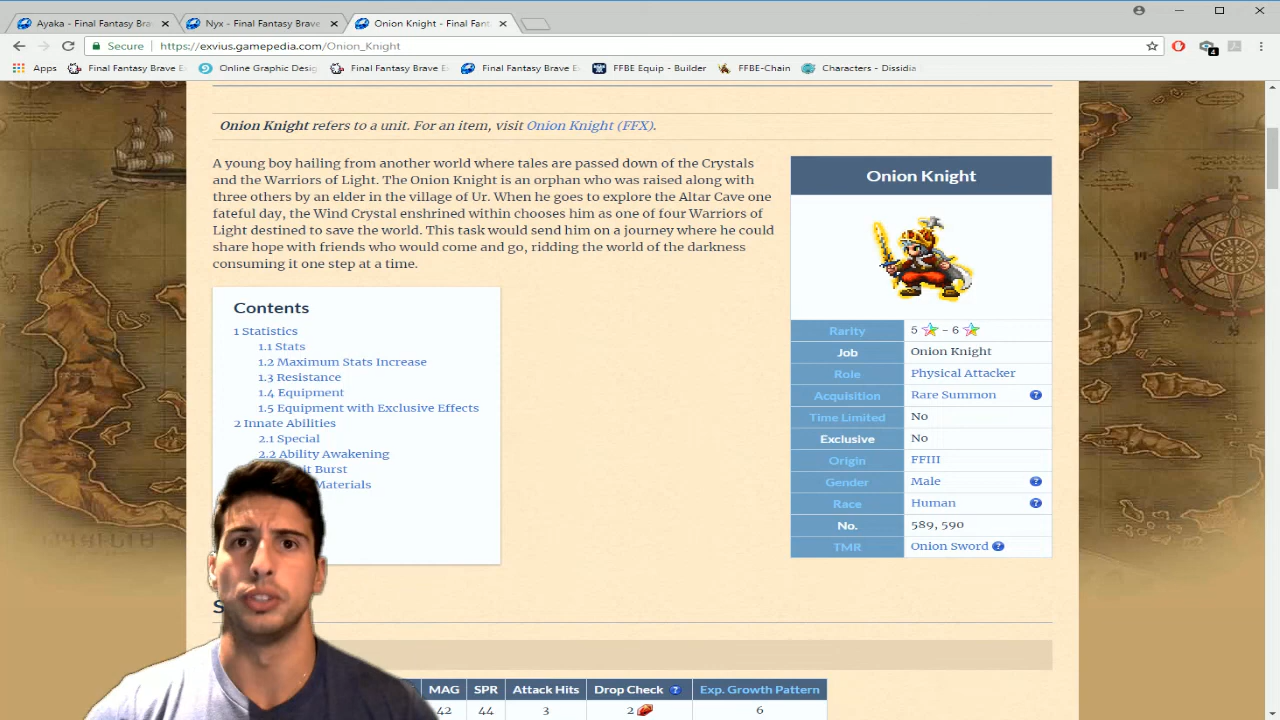 Ayaka - Final Fantasy Bra
Nyx - Final Fantasy Brave
Onion Knight - Final Fant
Secure
https://exvius.gamepedia.com/Onion_Knight
4
Apps
Final Fantasy Brave E
Online Graphic Desig
Final Fantasy Brave E
Final Fantasy Brave E
FFBE Equip - Builder
FFBE-Chain
Characters - Dissidia
Onion Knight refers to a unit. For an item, visit Onion Knight (FFX).
A young boy hailing from another world where tales are passed down of the Crystals
and the Warriors of Light. The Onion Knight is an orphan who was raised along with
three others by an elder in the village of Ur. When he goes to explore the Altar Cave one
fateful day, the Wind Crystal enshrined within chooses him as one of four Warriors of
Light destined to save the world. This task would send him on a journey where he could
share hope with friends who would come and go, ridding the world of the darkness
consuming it one step at a time.
Contents
1 Statistics
1.1 Stats
1.2 Maximum Stats Increase
1.3 Resistance
1.4 Equipment
1.5 Equipment with Exclusive Effects
2 Innate Abilities
2.1 Special
2.2 Ability Awakening
it Burst
Materials
Onion Knight
Rarity 5 - 6
Job Onion Knight
Role Physical Attacker
Acquisition Rare Summon ?
Time Limited No
Exclusive No
Origin FFIII
Gender Male ?
Race Human ?
No. 589, 590
TMR Onion Sword ?
S
MAG SPR Attack Hits Drop Check ? Exp. Growth Pattern
42 44 3 2 6